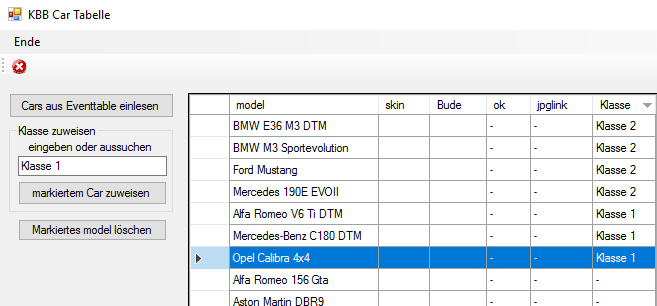 KBB Car Tabelle
Ende
Cars aus Eventtable einlesen
Klasse zuweisen
eingeben oder aussuchen
Klasse 1
markiertem Car zuweisen
Markiertes model löschen
model skin Bude ok jpglink Klasse
BMW E36 M3 DTM - - Klasse 2
BMW M3 Sportevolution - - Klasse 2
Ford Mustang - - Klasse 2
Mercedes 190E EVOII - - Klasse 2
Alfa Romeo V6 Ti DTM - - Klasse 1
Mercedes-Benz C180 DTM - - Klasse 1
Opel Calibra 4x4 - - Klasse 1
Alfa Romeo 156 Gta - - -
Aston Martin DBR9 - - -